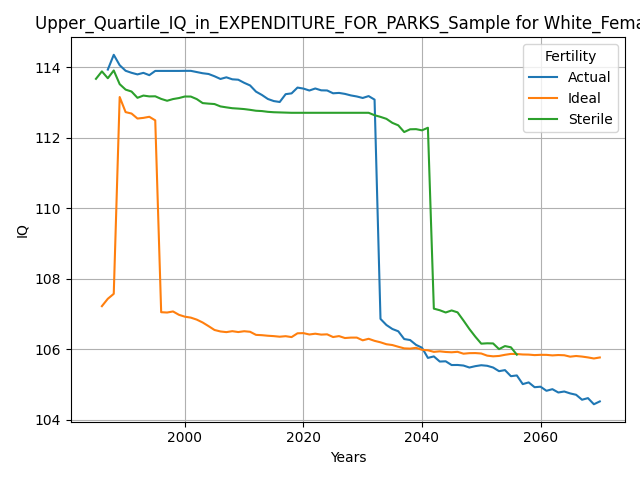 Upper_Quartile_IQ_in_EXPENDITURE_FOR_PARKS_Sample for White_Fema
Fertility
Actual
Ideal
Sterile
114
112
110
108
106
104
IQ
2000
2020
2040
2060
Years